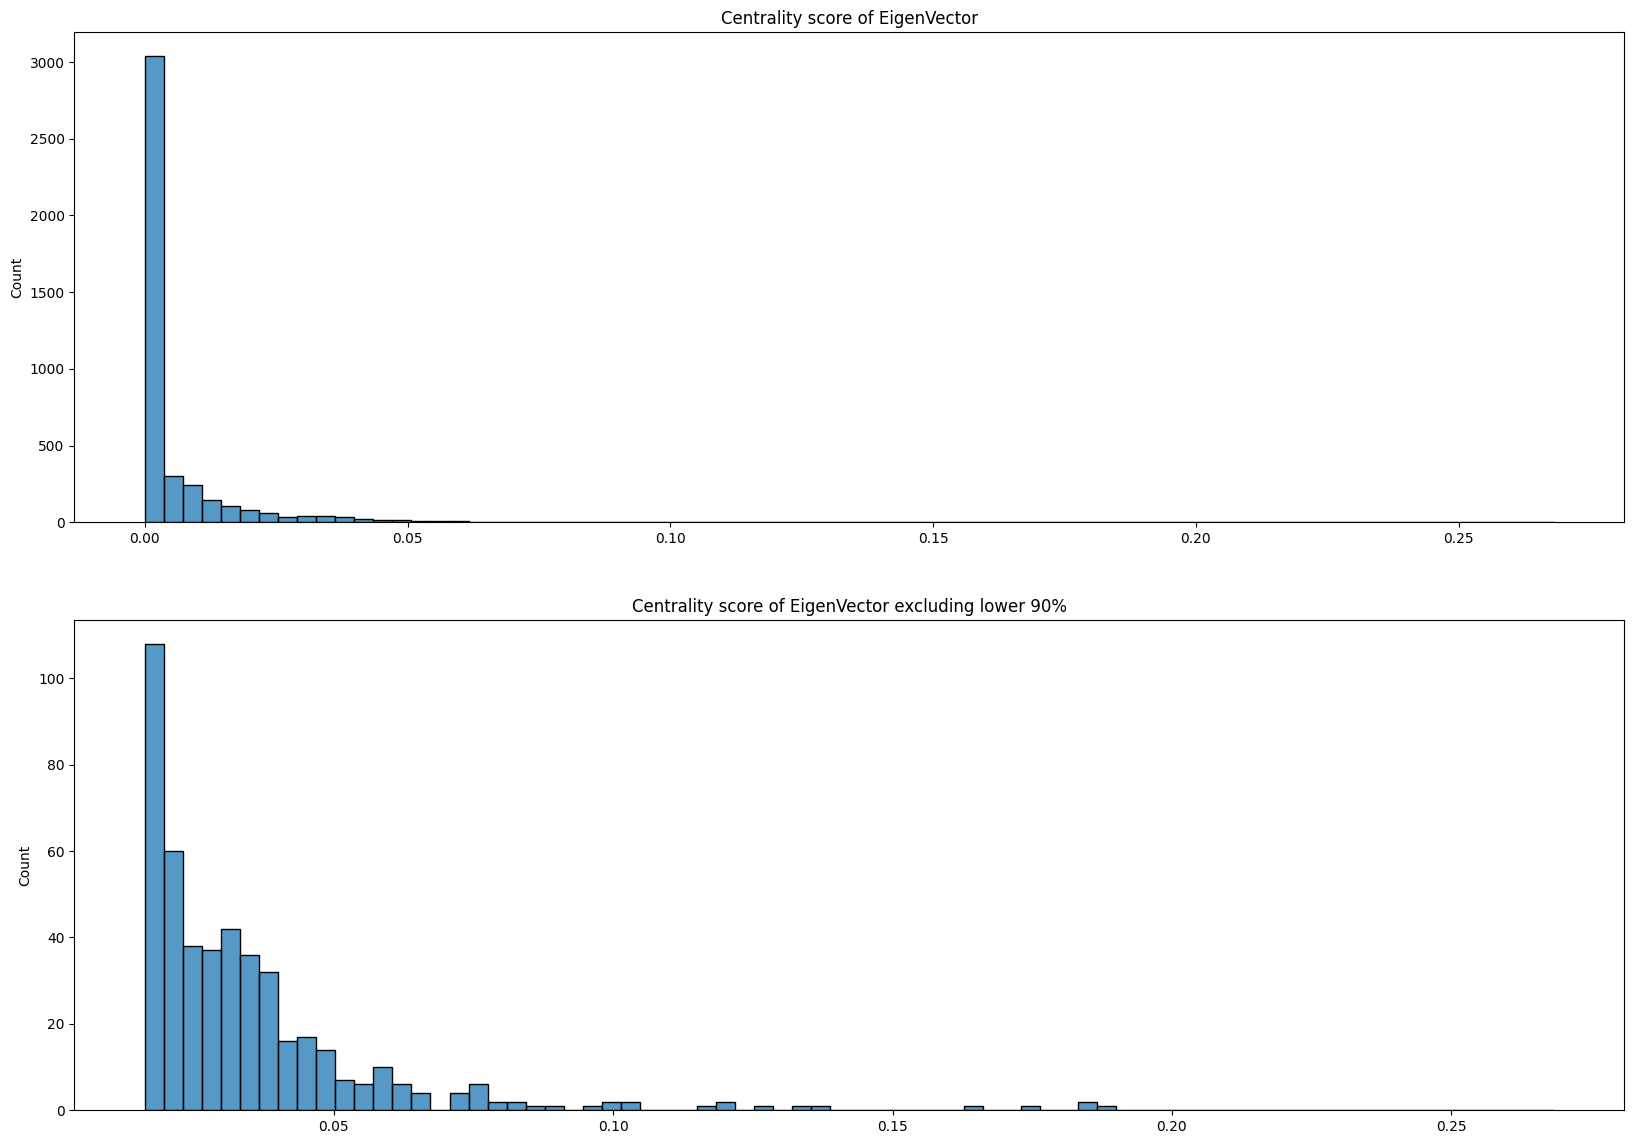 Centrality score of EigenVector
3000
2500
2000
1500
1000
500
0
Count
0.00 0.05 0.10 0.15 0.20 0.25
Centrality score of EigenVector excluding lower 90%
100
80
60
40
20
0
Count
0.05 0.10 0.15 0.20 0.25